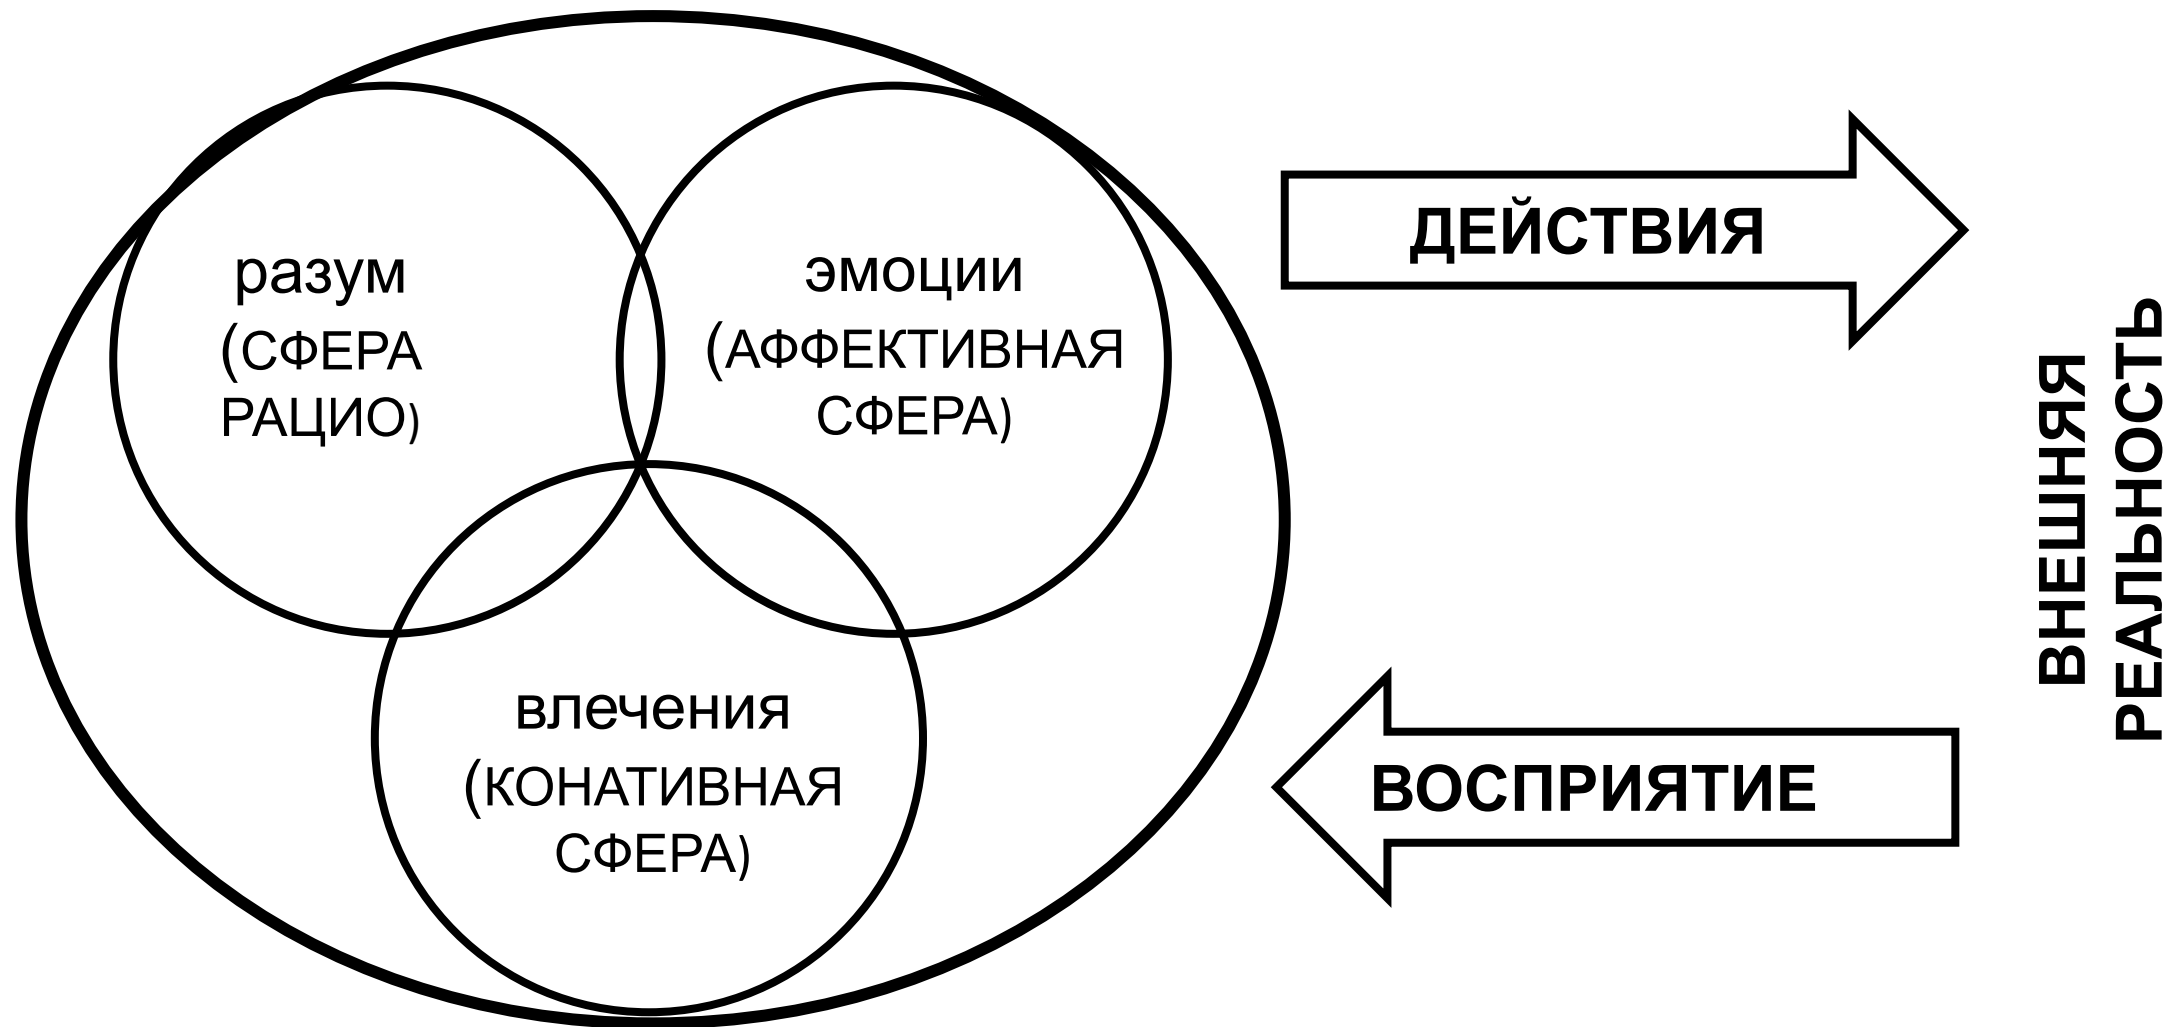 разум
(СФЕРА
РАЦИО)
эмоции
(АФФЕКТИВНАЯ
СФЕРА)
влечения
(КОНАТИВНАЯ
СФЕРА)
ДЕЙСТВИЯ
ВОСПРИЯТИЕ
ВНЕШНЯЯ
РЕАЛЬНОСТЬ